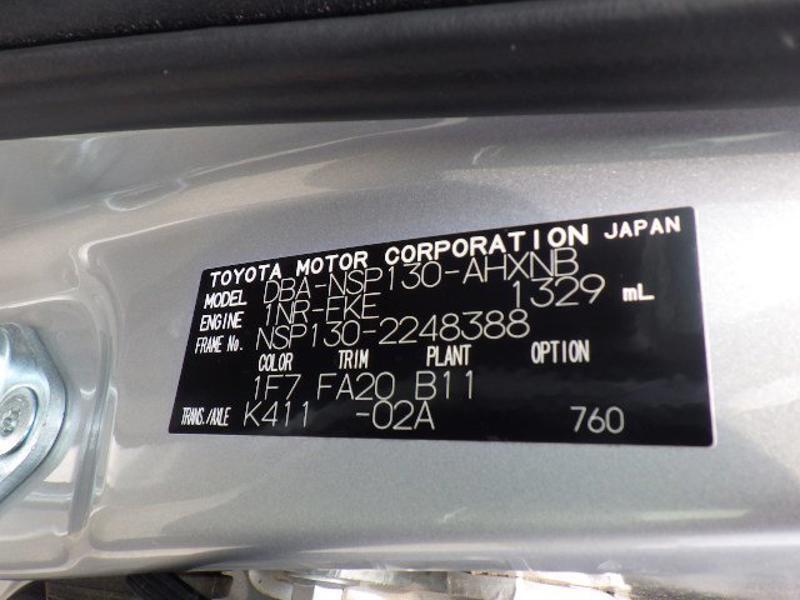 TOYOTA MOTOR CORPORATION JAPAN
MODEL DBA-NSP130-AHXNB
ENGINE 1NR-FKE 1329 mL
FRAME No. NSP130-2248388
COLOR TRIM PLANT OPTION
1F7 FA20 B11
TRANS./AXLE K411 -02A 760